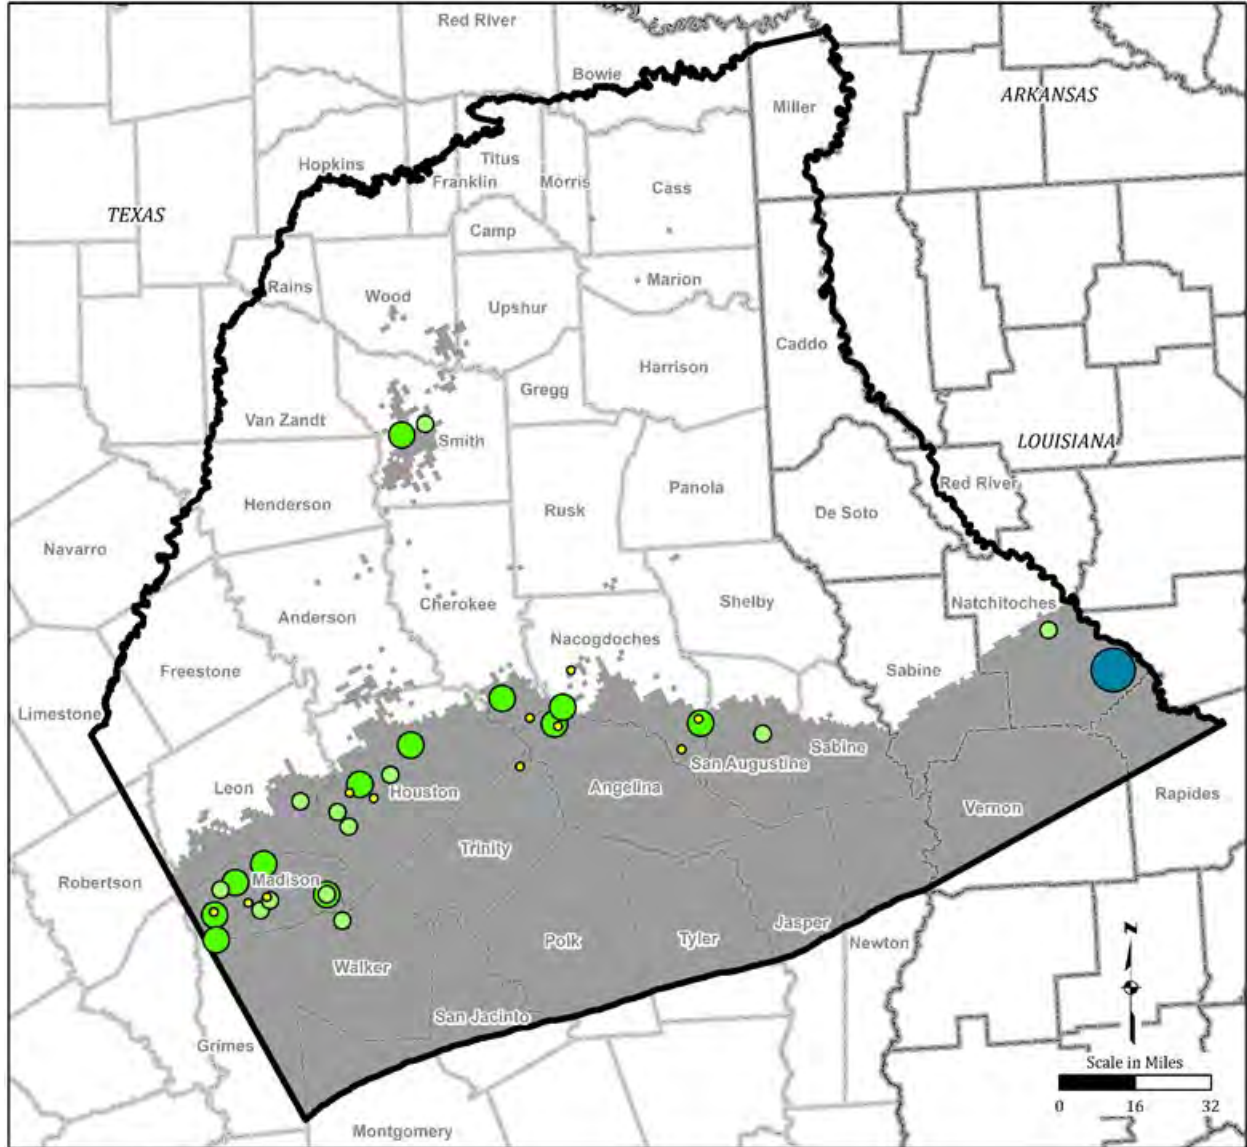 Red River
Bowie
Miller
ARKANSAS
Hopkins
Titus
Franklin
Morris
Cass
TEXAS
Camp
Marion
Rains
Wood
Upshur
Caddo
Harrison
Gregg
Van Zandt
Smith
LOUISIANA
Red River
Panola
Henderson
Rusk
De Soto
Navarro
Shelby
Natchitoches
Anderson
Cherokee
Nacogdoches
Freestone
Sabine
Limestone
Sabine
San Augustine
Leon
Houston
Angelina
Rapides
Vernon
Trinity
Robertson
Madison
Jasper
Polk
Tyler
Newton
Walker
N
San Jacinto
Grimes
Scale in Miles
0 16 32
Montgomery